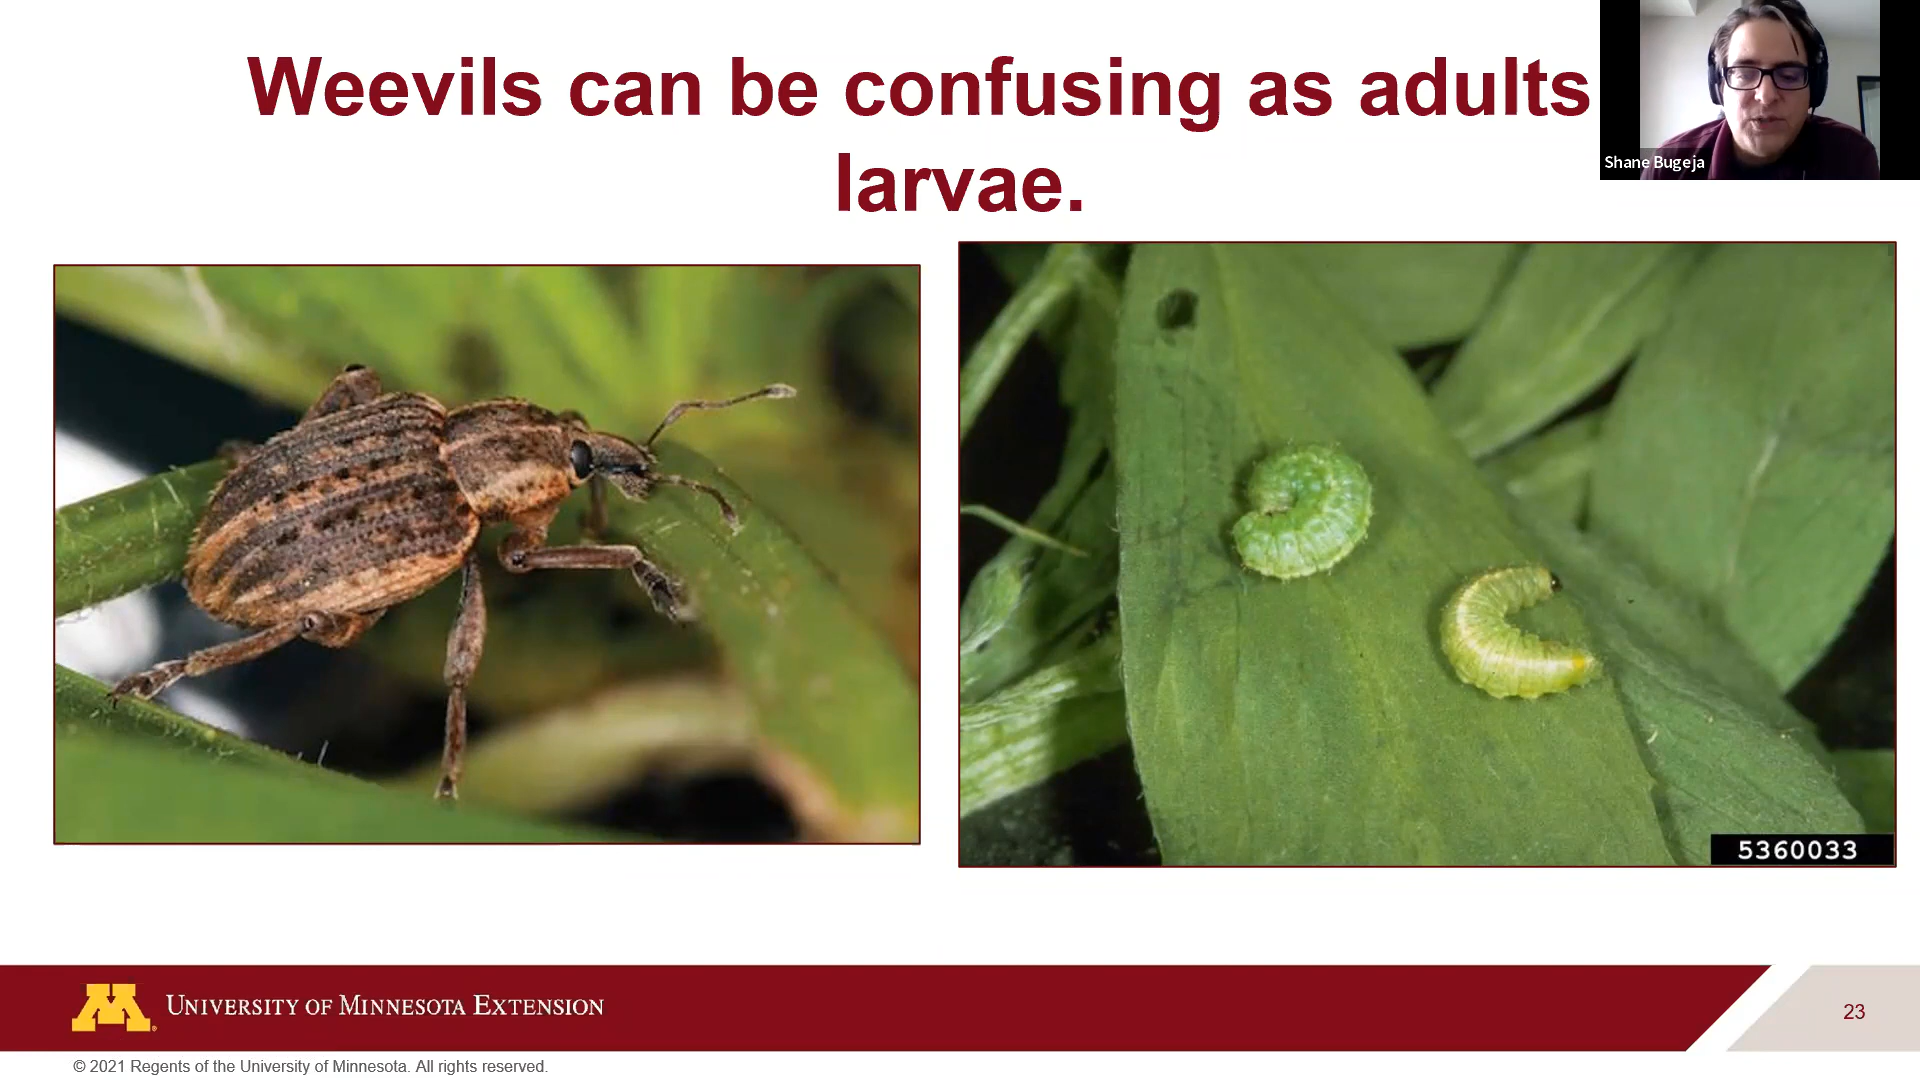 Weevils can be confusing as adults
larvae.
Shane Bugeja
5360033
UNIVERSITY OF MINNESOTA EXTENSION
23
© 2021 Regents of the University of Minnesota. All rights reserved.